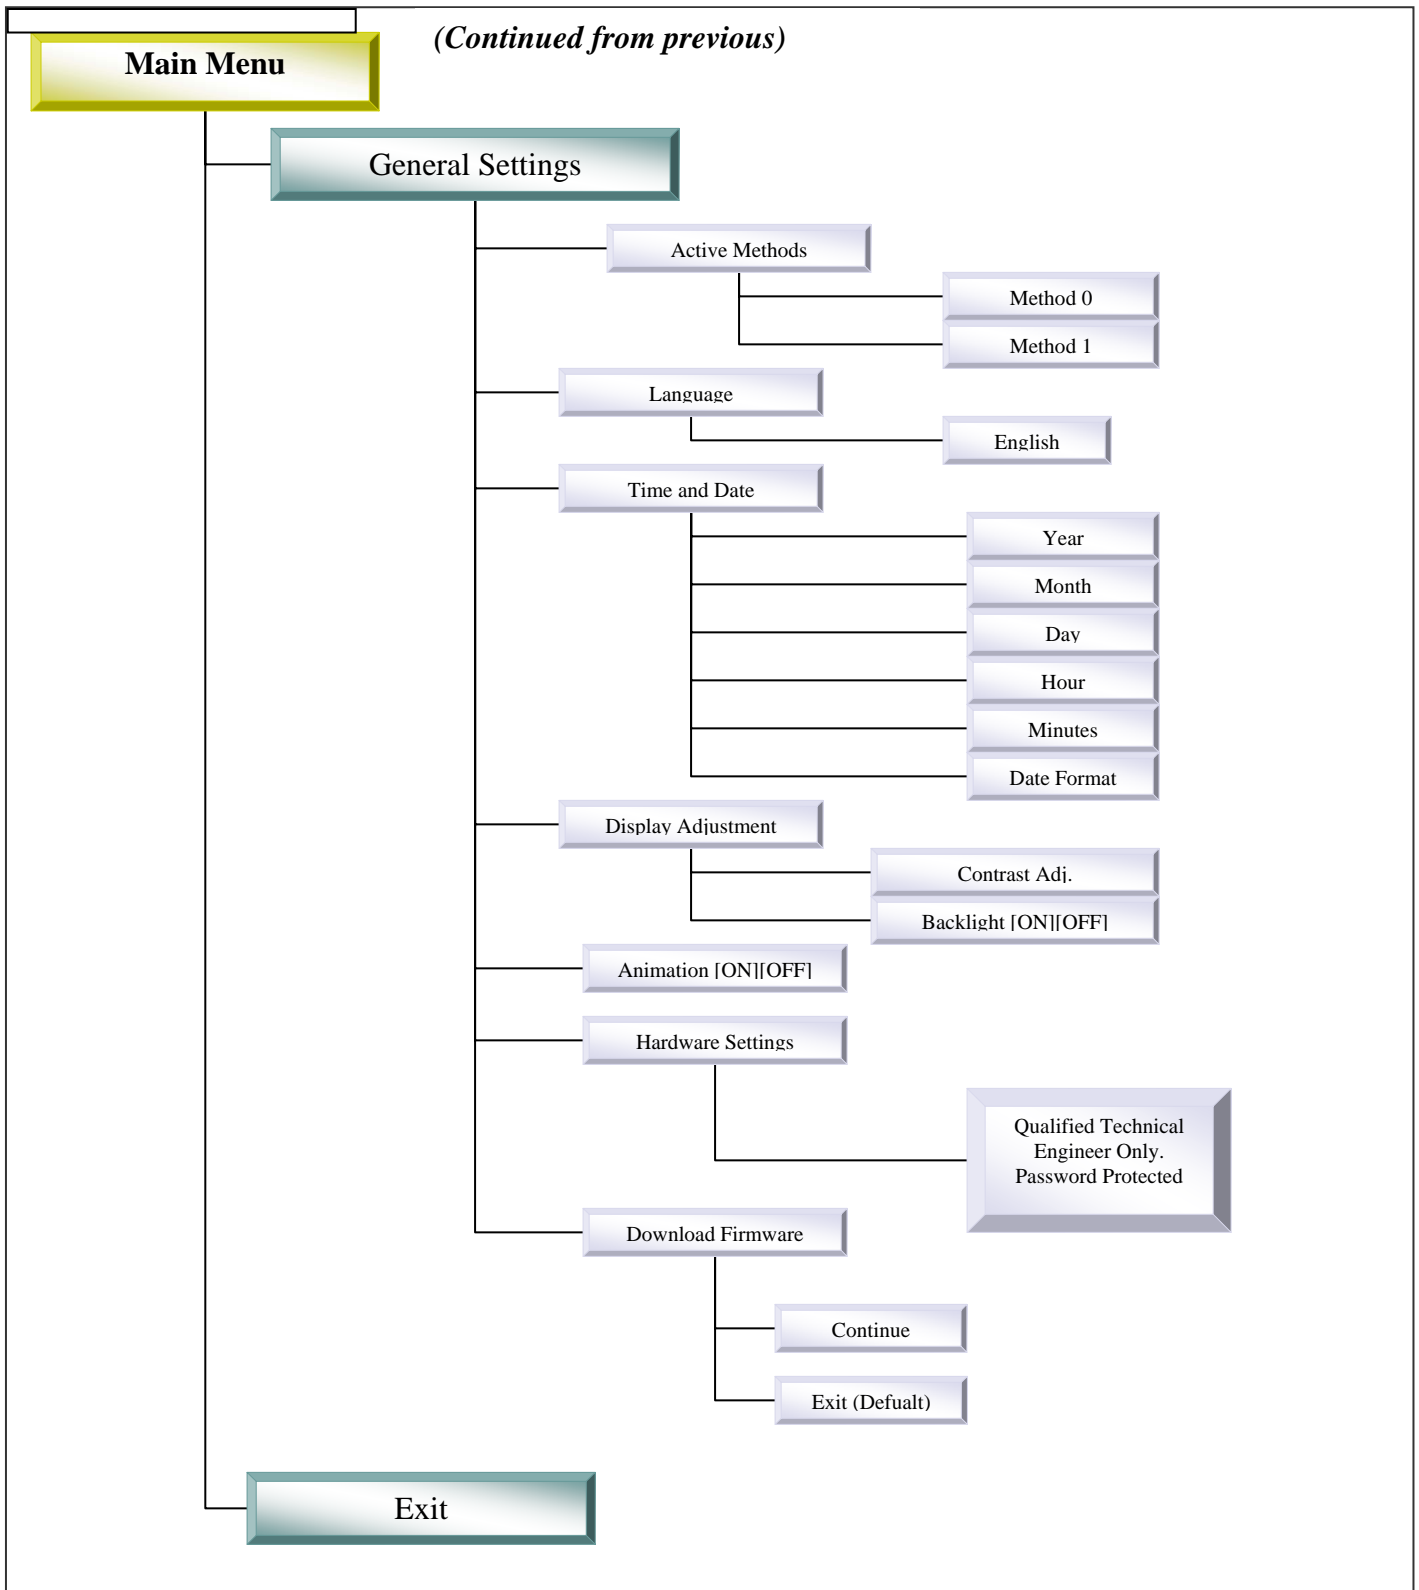 (Continued from previous)
Main Menu
General Settings
Active Methods
Method 0
Method 1
Language
English
Time and Date
Year
Month
Day
Hour
Minutes
Date Format
Display Adjustment
Contrast Adj.
Backlight [ON][OFF]
Animation [ON][OFF]
Hardware Settings
Qualified Technical
Engineer Only.
Password Protected
Download Firmware
Continue
Exit (Defualt)
Exit